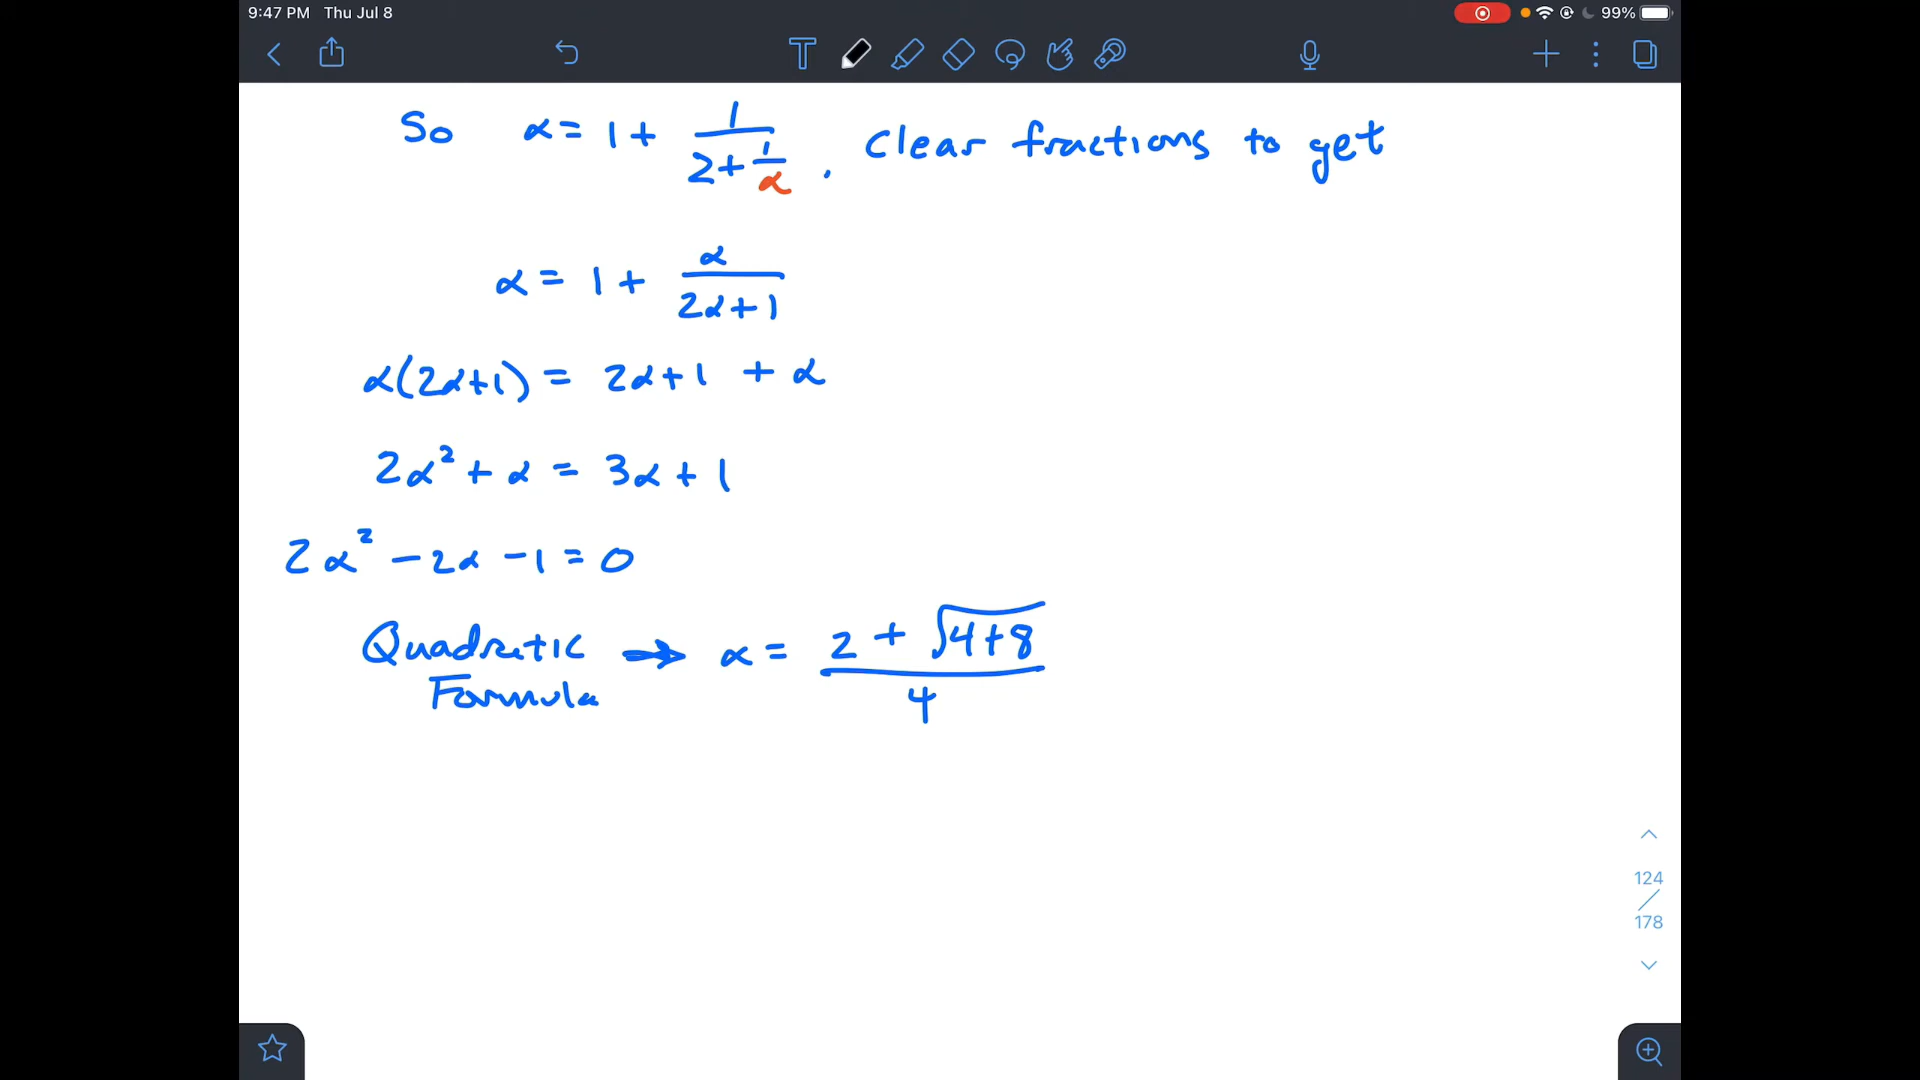 9:47 PM Thu Jul 8 99%
So α = 1 + 1/(2 + 1/α) . Clear fractions to get
α = 1 + α/(2α+1)
α(2α+1) = 2α+1 + α
2α² + α = 3α + 1
2α² - 2α - 1 = 0
Quadratic Formula → α = (2 + √(4+8))/4
124
/
178